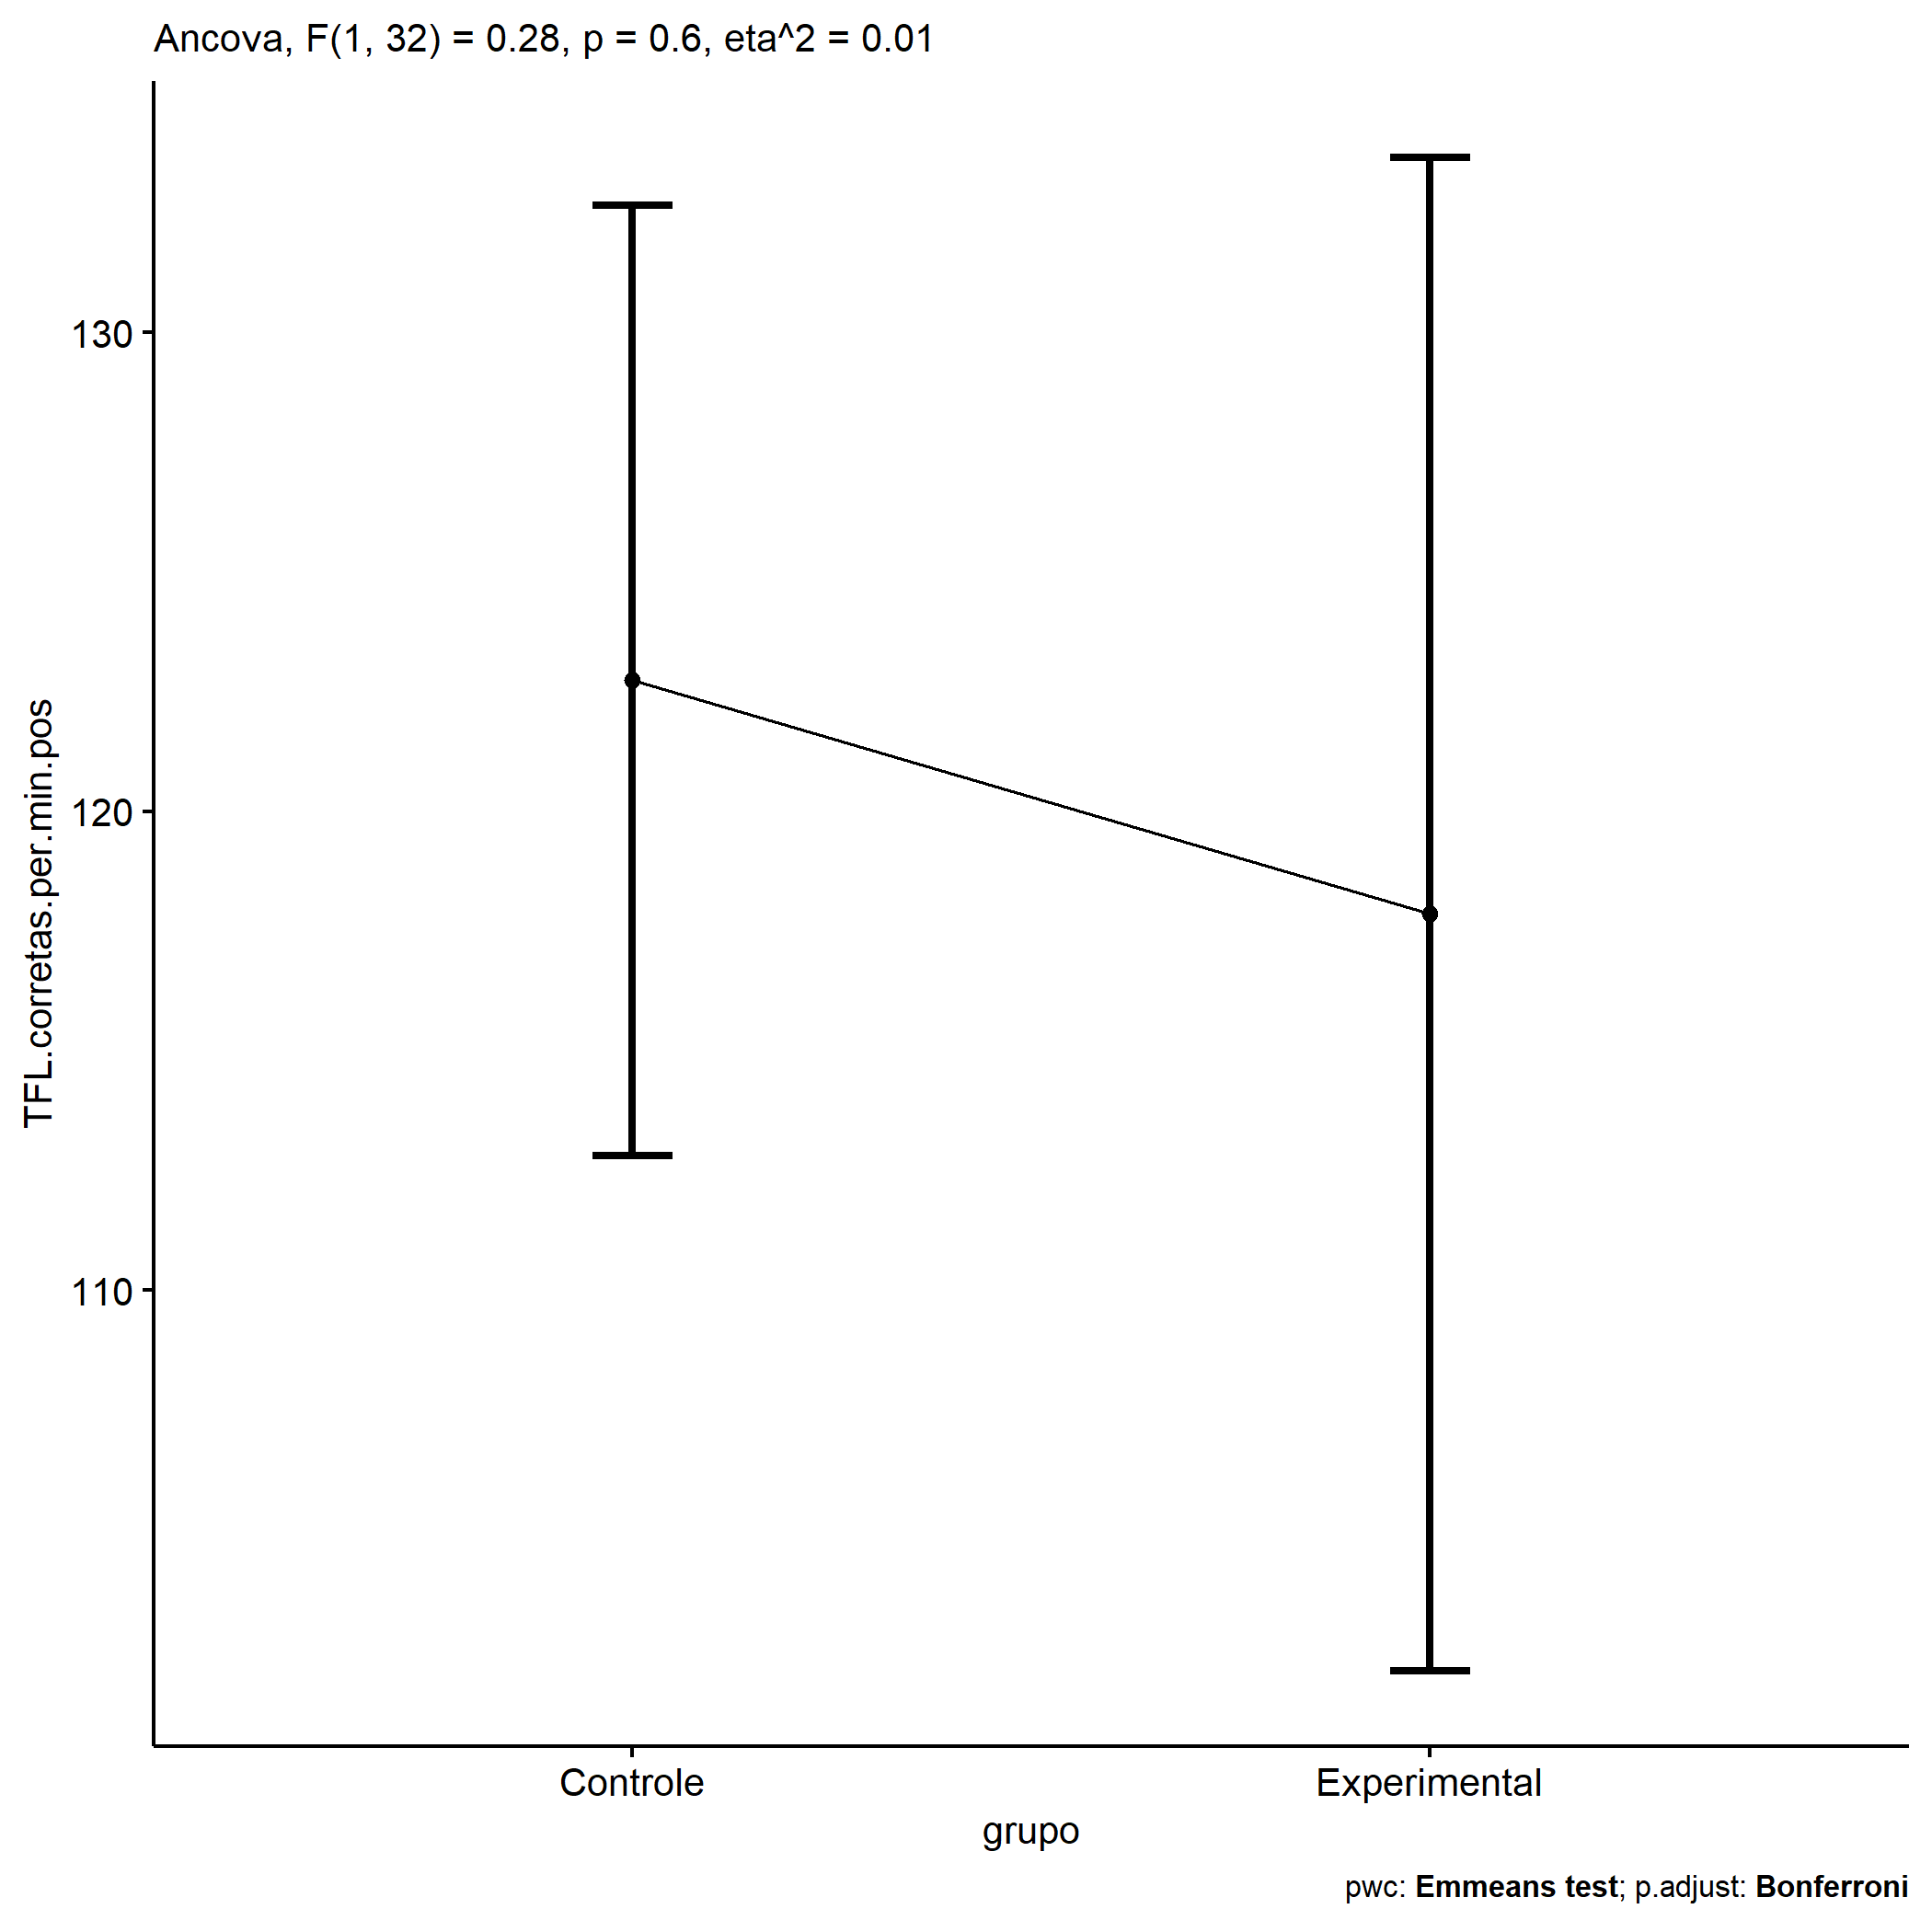 Ancova, F(1, 32) = 0.28, p = 0.6, eta^2 = 0.01
TFL.corretas.per.min.pos
130
120
110
Controle
Experimental
grupo
pwc: Emmeans test; p.adjust: Bonferroni